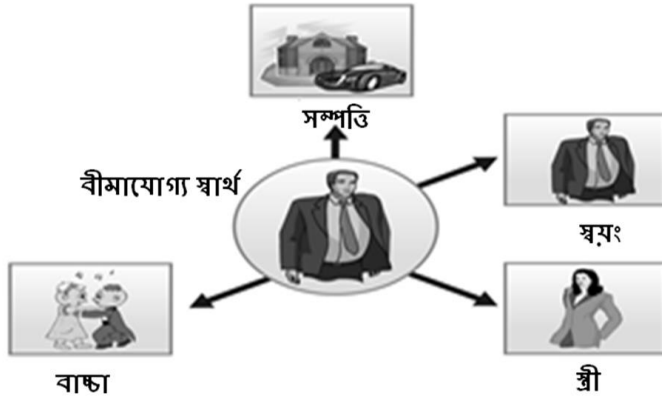 সম্পত্তি
বীমাযোগ্য স্বার্থ
স্বয়ং
বাচ্চা
স্ত্রী